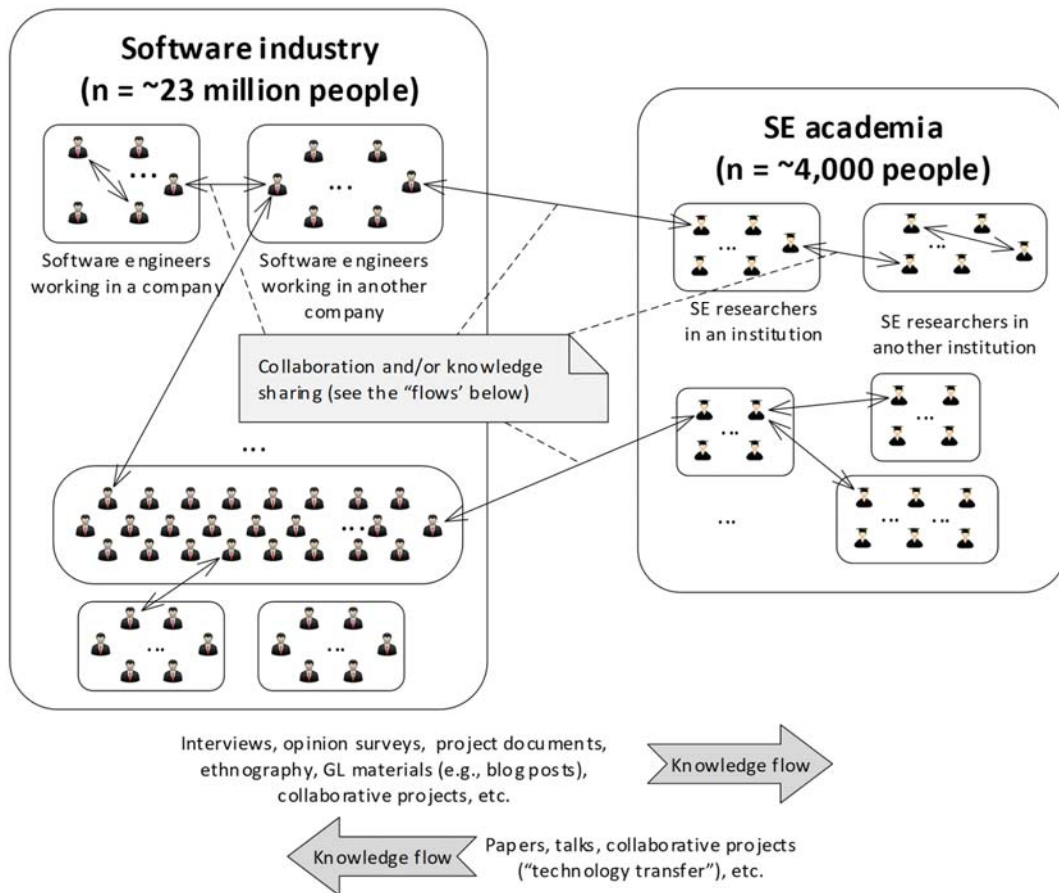 Software industry
(n = ~23 million people)
SE academia
(n = ~4,000 people)
...
...
Software engineers
working in a company
Software engineers
working in another
company
...
...
SE researchers
in an institution
SE researchers in
another institution
Collaboration and/or knowledge
sharing (see the “flows’ below)
...
...
...
...
...
...
...
... ...
Interviews, opinion surveys, project documents,
ethnography, GL materials (e.g., blog posts),
collaborative projects, etc.
Knowledge flow
Knowledge flow
Papers, talks, collaborative projects
(“technology transfer”), etc.